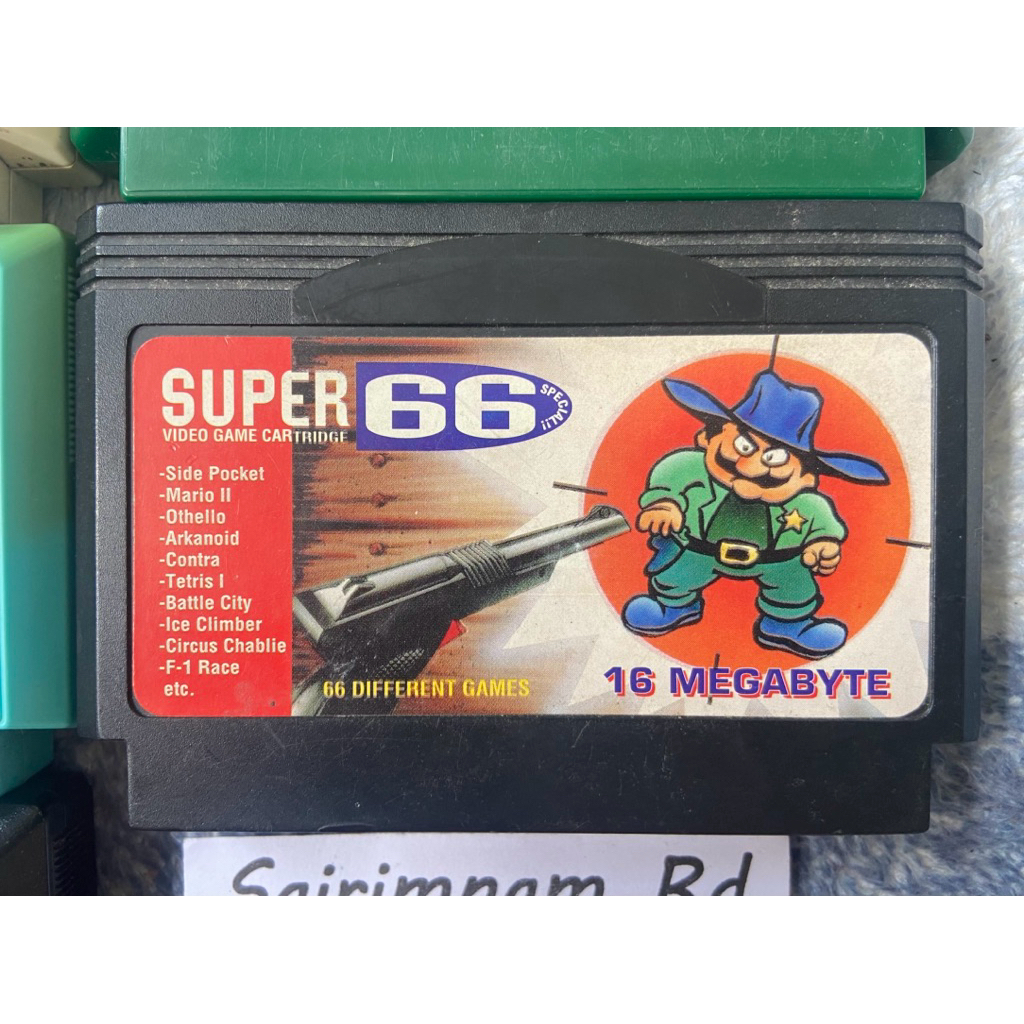 SUPER 66 SPECIAL!!
VIDEO GAME CARTRIDGE
-Side Pocket
-Mario II
-Othello
-Arkanoid
-Contra
-Tetris I
-Battle City
-Ice Climber
-Circus Chablie
-F-1 Race
etc.
66 DIFFERENT GAMES
16 MEGABYTE
Sairimnam Rd